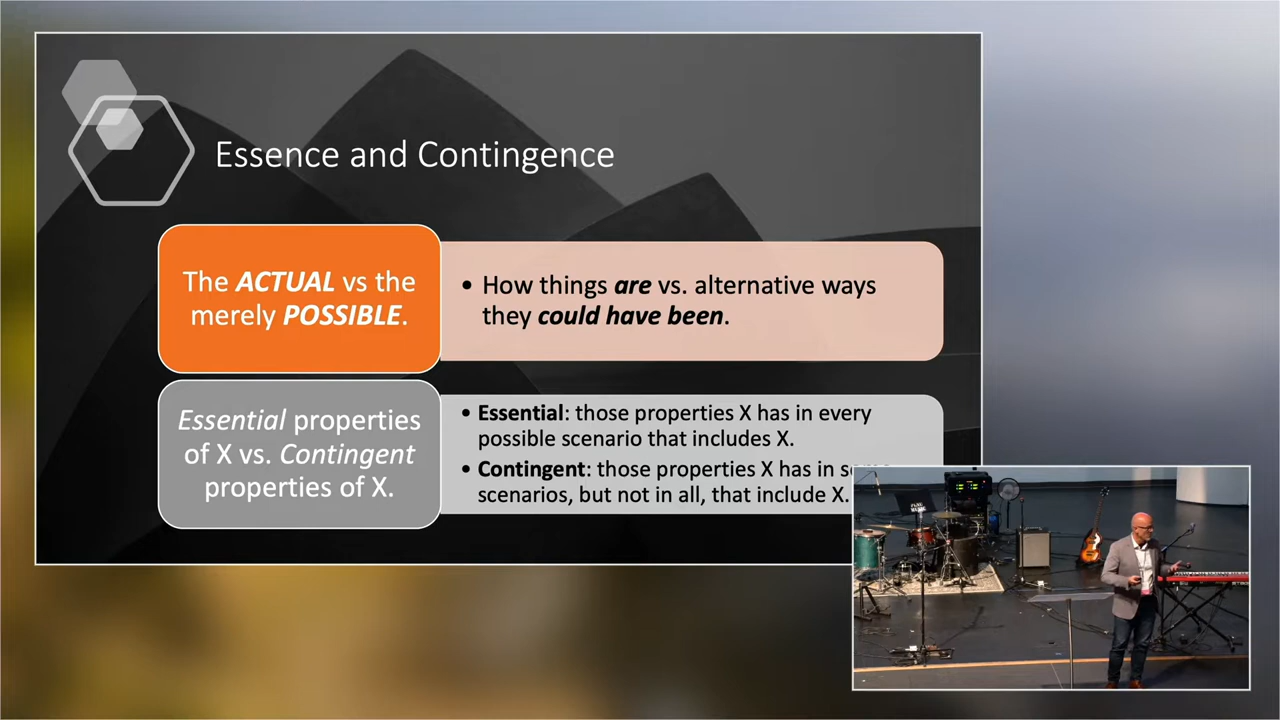 Essence and Contingence
The ACTUAL vs the
merely POSSIBLE.
• How things are vs. alternative ways
they could have been.
Essential properties
of X vs. Contingent
properties of X.
• Essential: those properties X has in every
possible scenario that includes X.
• Contingent: those properties X has in
scenarios, but not in all, that include X.